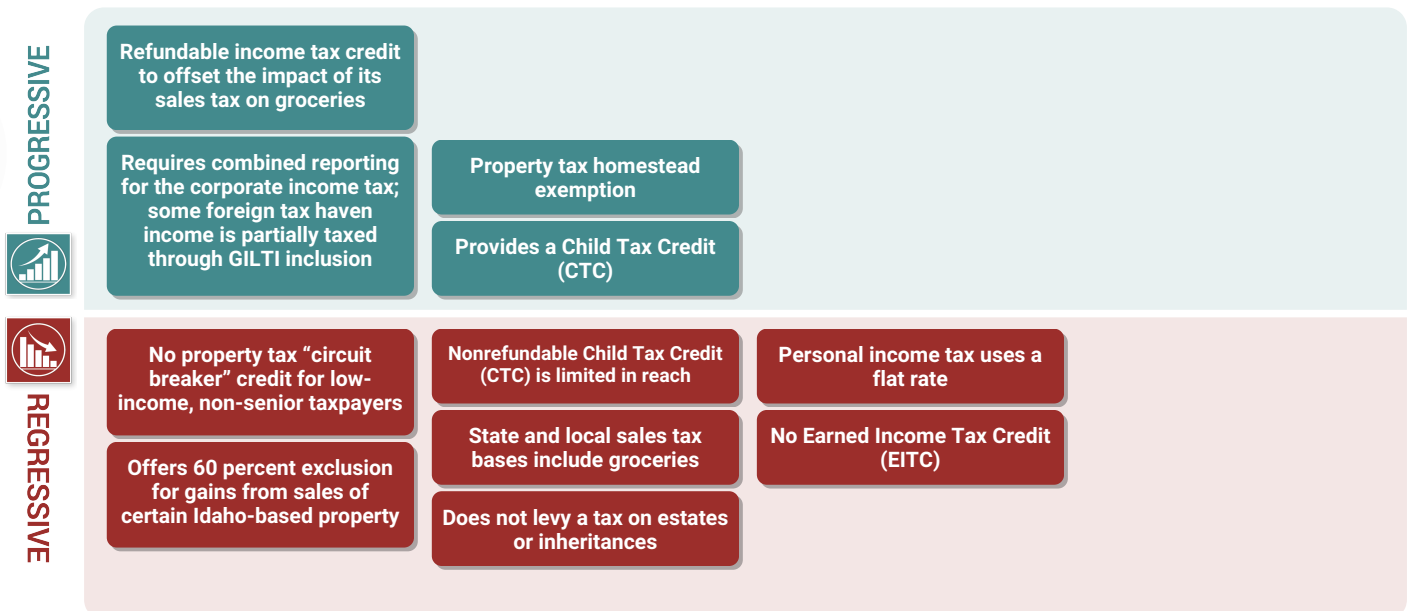 PROGRESSIVE
Refundable income tax credit
to offset the impact of its
sales tax on groceries
Requires combined reporting
for the corporate income tax;
some foreign tax haven
income is partially taxed
through GILTI inclusion
Property tax homestead
exemption
Provides a Child Tax Credit
(CTC)
REGRESSIVE
No property tax “circuit
breaker” credit for low-
income, non-senior taxpayers
Offers 60 percent exclusion
for gains from sales of
certain Idaho-based property
Nonrefundable Child Tax Credit
(CTC) is limited in reach
State and local sales tax
bases include groceries
Does not levy a tax on estates
or inheritances
Personal income tax uses a
flat rate
No Earned Income Tax Credit
(EITC)